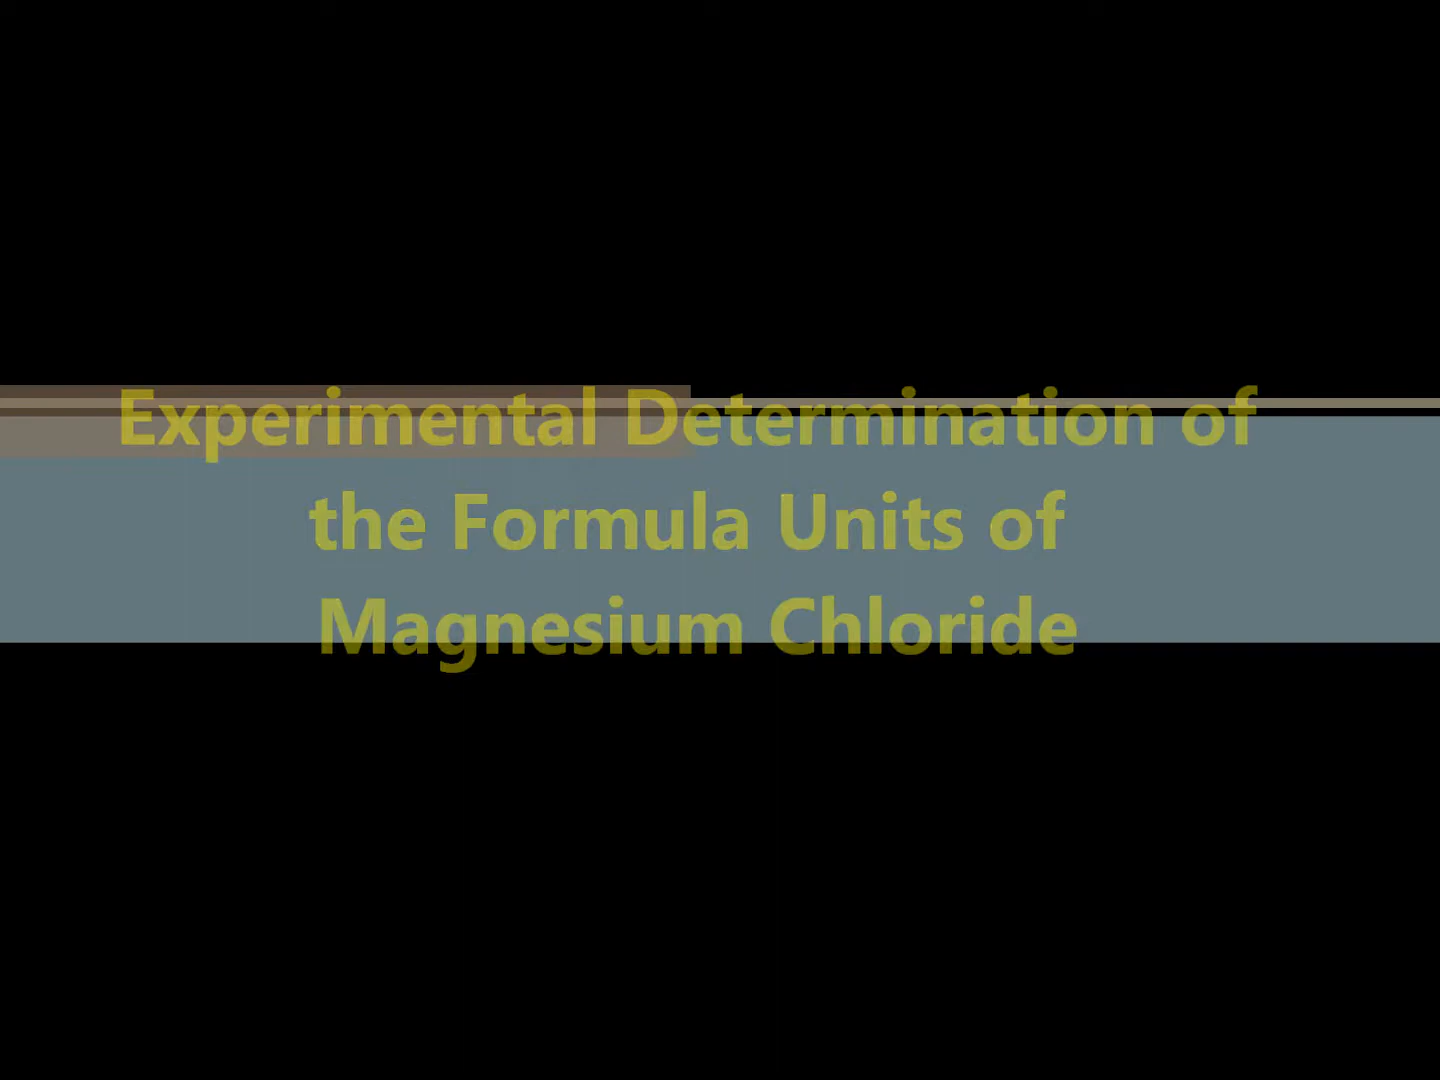 Experimental Determination of
the Formula Units of
Magnesium Chloride